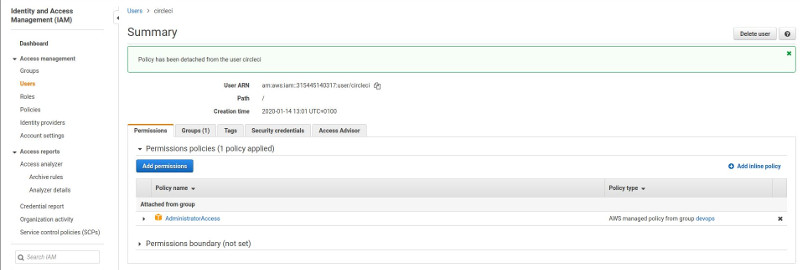 Identity and Access
Management (IAM)
Dashboard
Access management
Groups
Users
Roles
Policies
Identity providers
Account settings
Access reports
Access analyzer
Archive rules
Analyzer details
Credential report
Organization activity
Service control policies (SCPs)
Search IAM
Users > circleci
Summary
Delete user
Policy has been detached from the user circleci
User ARN arn:aws:iam::315445140317:user/circleci
Path /
Creation time 2020-01-14 13:01 UTC+0100
Permissions Groups (1) Tags Security credentials Access Advisor
Permissions policies (1 policy applied)
Add permissions Add inline policy
Policy name Policy type
Attached from group
AdministratorAccess AWS managed policy from group devops
Permissions boundary (not set)